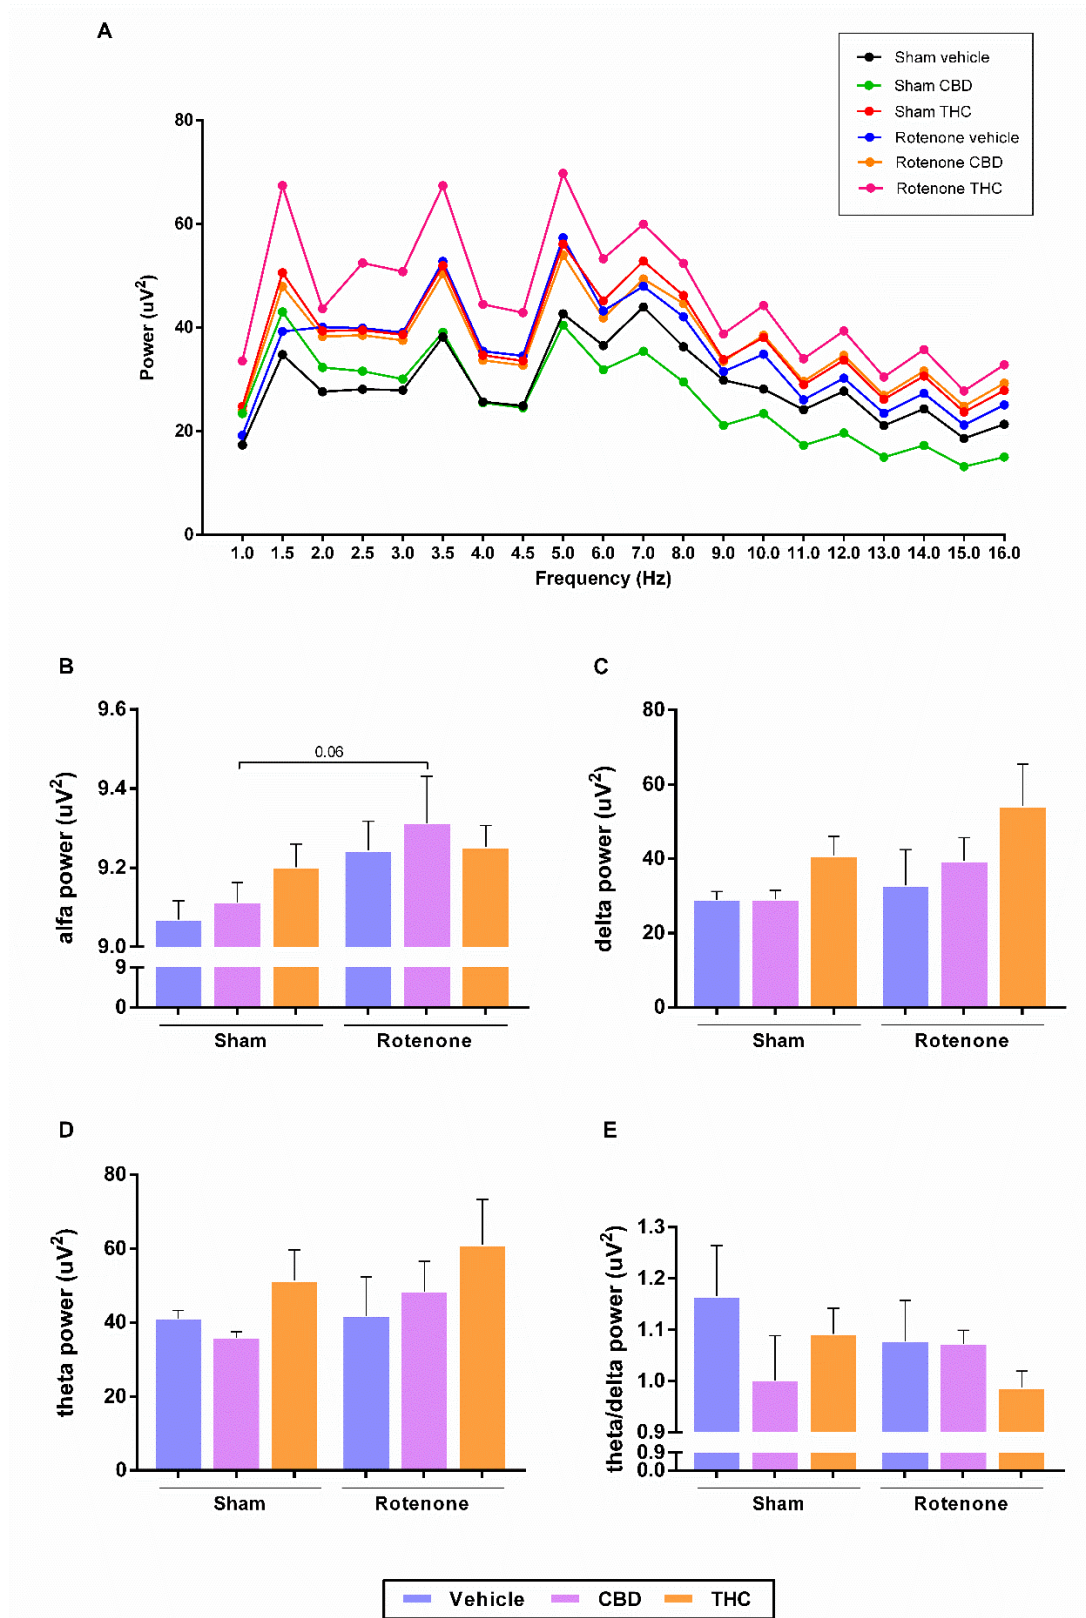 A
Sham vehicle
Sham CBD
Sham THC
Rotenone vehicle
Rotenone CBD
Rotenone THC
80
60
40
20
0
Power (uV²)
1.0 1.5 2.0 2.5 3.0 3.5 4.0 4.5 5.0 6.0 7.0 8.0 9.0 10.0 11.0 12.0 13.0 14.0 15.0 16.0
Frequency (Hz)
B
9.6
9.4
9.2
9.0
9
0
alfa power (uV²)
0.06
Sham Rotenone
C
80
60
40
20
0
delta power (uV²)
Sham Rotenone
D
80
60
40
20
0
theta power (uV²)
Sham Rotenone
E
1.3
1.2
1.1
1.0
0.9
0.9
0.0
theta/delta power (uV²)
Sham Rotenone
Vehicle CBD THC